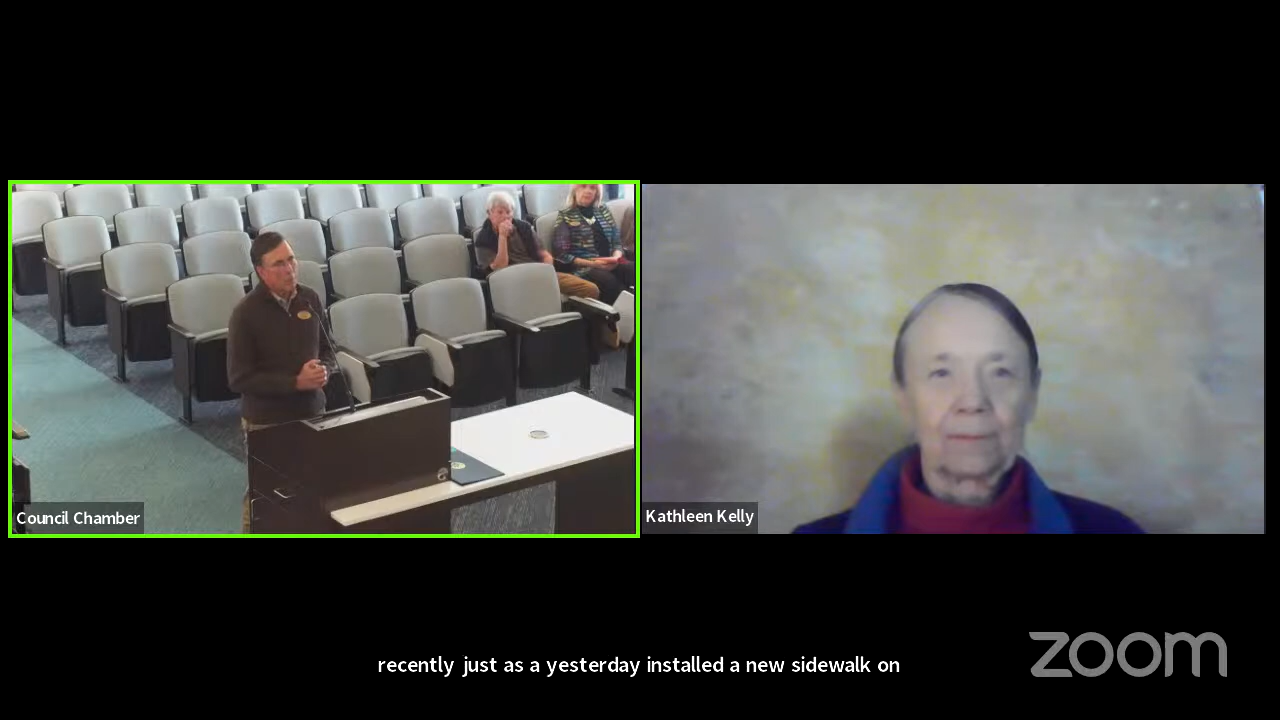 Council Chamber
Kathleen Kelly
recently just as a yesterday installed a new sidewalk on
zoom